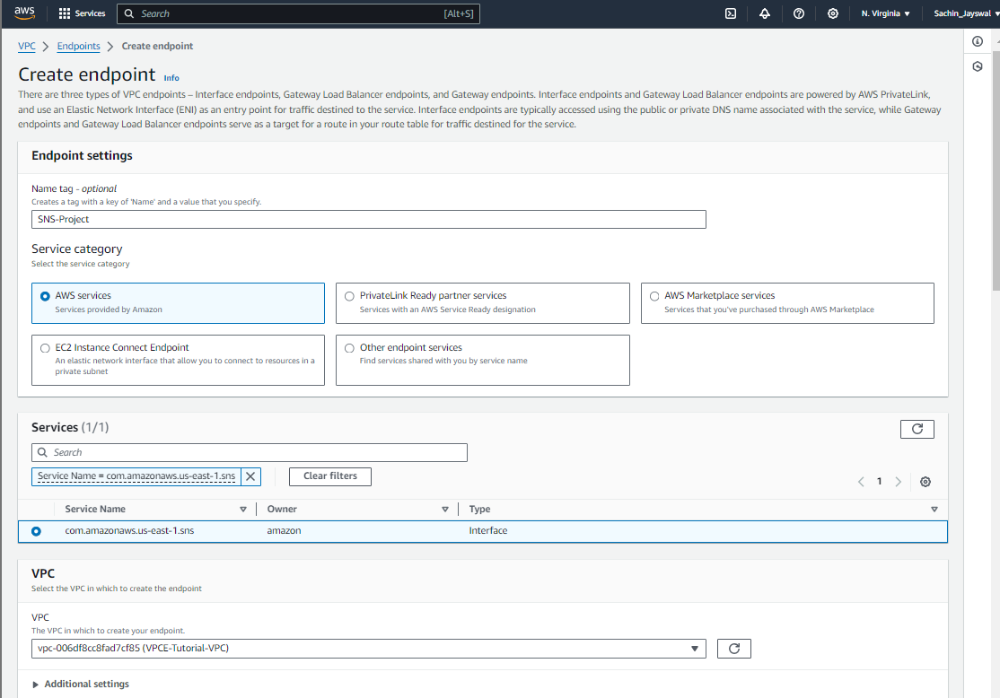 aws
Services
Search
[Alt+S]
N. Virginia
Sachin_Jayswal
VPC
Endpoints
Create endpoint
Create endpoint Info
There are three types of VPC endpoints – Interface endpoints, Gateway Load Balancer endpoints, and Gateway endpoints. Interface endpoints and Gateway Load Balancer endpoints are powered by AWS PrivateLink,
and use an Elastic Network Interface (ENI) as an entry point for traffic destined to the service. Interface endpoints are typically accessed using the public or private DNS name associated with the service, while Gateway
endpoints and Gateway Load Balancer endpoints serve as a target for a route in your route table for traffic destined for the service.
Endpoint settings
Name tag - optional
Creates a tag with a key of 'Name' and a value that you specify.
SNS-Project
Service category
Select the service category
AWS services
Services provided by Amazon
PrivateLink Ready partner services
Services with an AWS Service Ready designation
AWS Marketplace services
Services that you've purchased through AWS Marketplace
EC2 Instance Connect Endpoint
An elastic network interface that allow you to connect to resources in a
private subnet
Other endpoint services
Find services shared with you by service name
Services (1/1)
Search
Service Name = com.amazonaws.us-east-1.sns
Clear filters
1
Service Name
Owner
Type
com.amazonaws.us-east-1.sns
amazon
Interface
VPC
Select the VPC in which to create the endpoint
VPC
The VPC in which to create your endpoint.
vpc-006df8cc8fad7cf85 (VPCE-Tutorial-VPC)
Additional settings